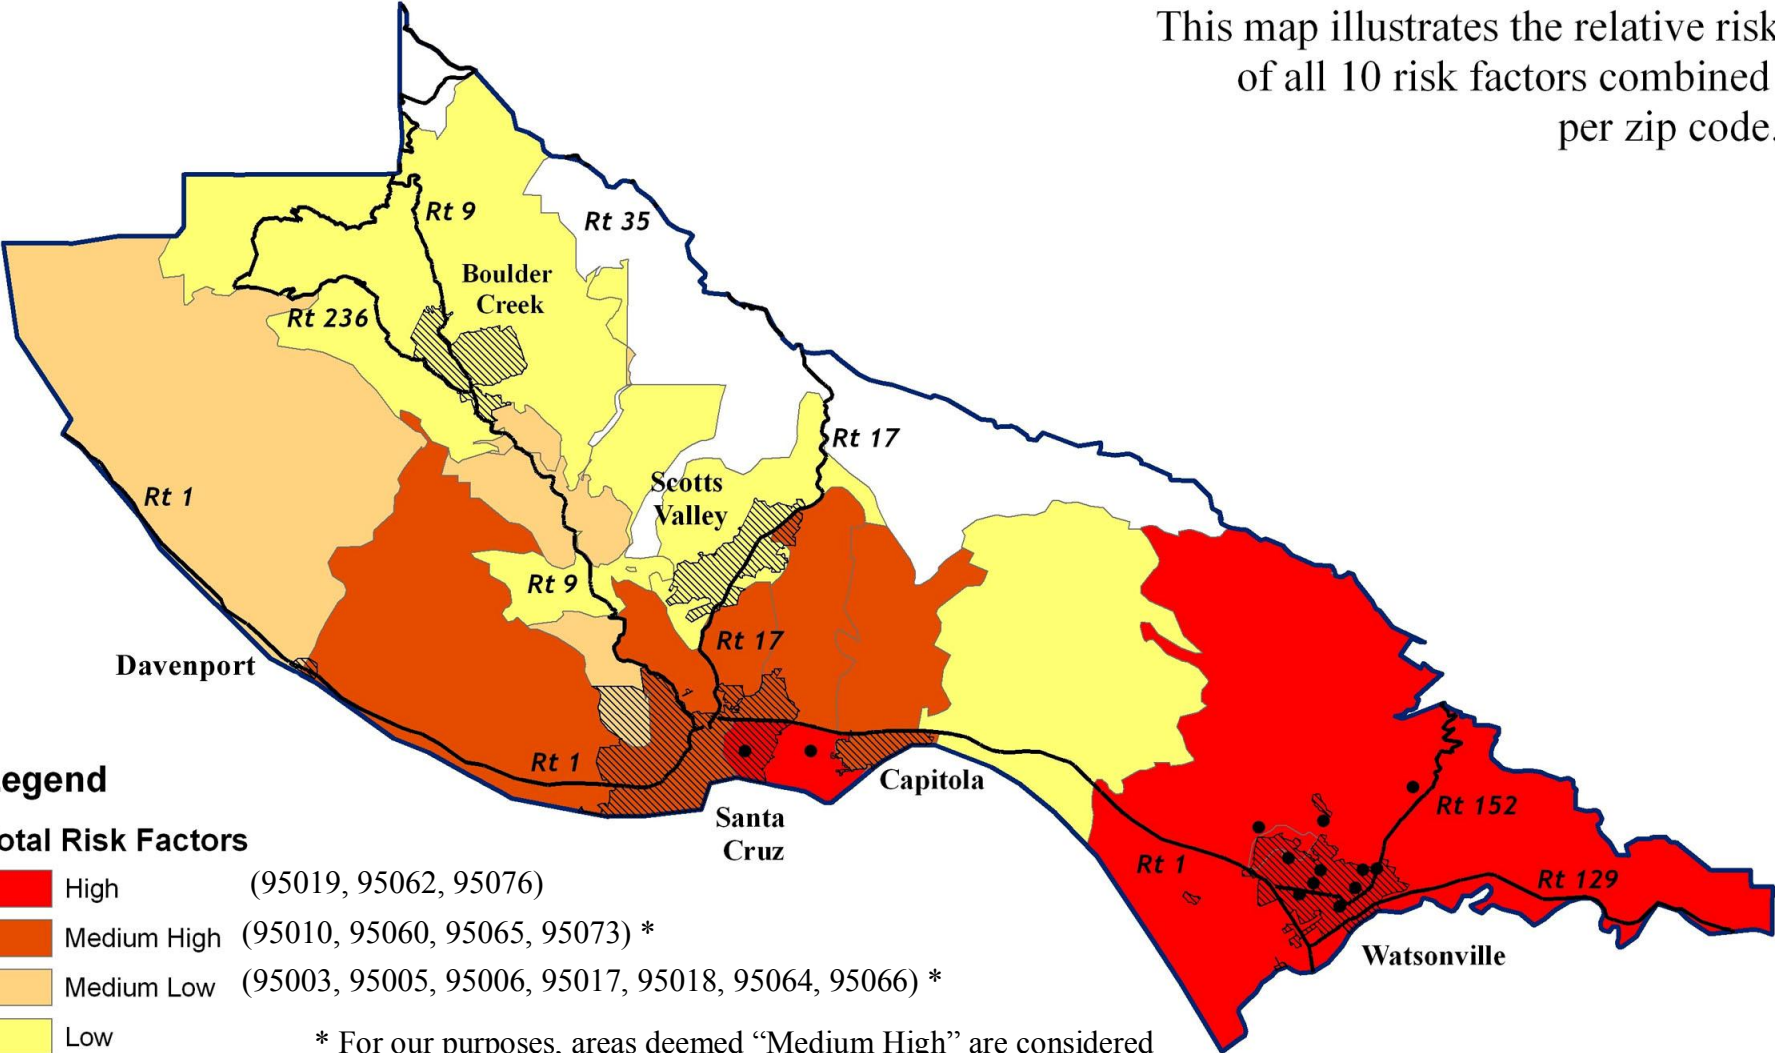 This map illustrates the relative risk
of all 10 risk factors combined
per zip code.
Rt 9
Rt 35
Boulder
Creek
Rt 236
Rt 17
Rt 1
Scotts
Valley
Rt 9
Rt 17
Davenport
Rt 1
Capitola
Santa
Cruz
Rt 152
Rt 1
Rt 129
Watsonville
egend
otal Risk Factors
High (95019, 95062, 95076)
Medium High (95010, 95060, 95065, 95073) *
Medium Low (95003, 95005, 95006, 95017, 95018, 95064, 95066) *
Low
* For our purposes, areas deemed “Medium High” are considered